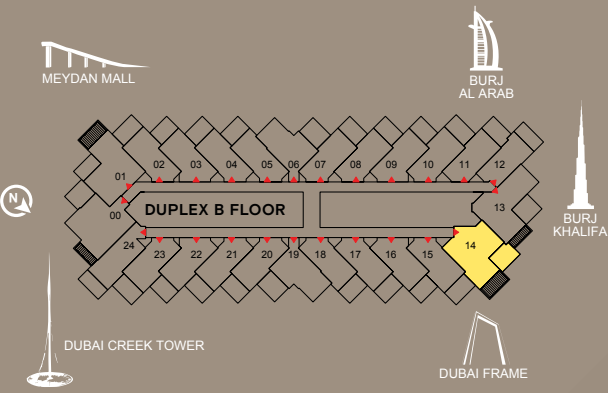 MEYDAN MALL
BURJ
AL ARAB
BURJ
KHALIFA
N
01
02
03
04
05
06
07
08
09
10
11
12
00
DUPLEX B FLOOR
13
24
23
22
21
20
19
18
17
16
15
14
DUBAI CREEK TOWER
DUBAI FRAME